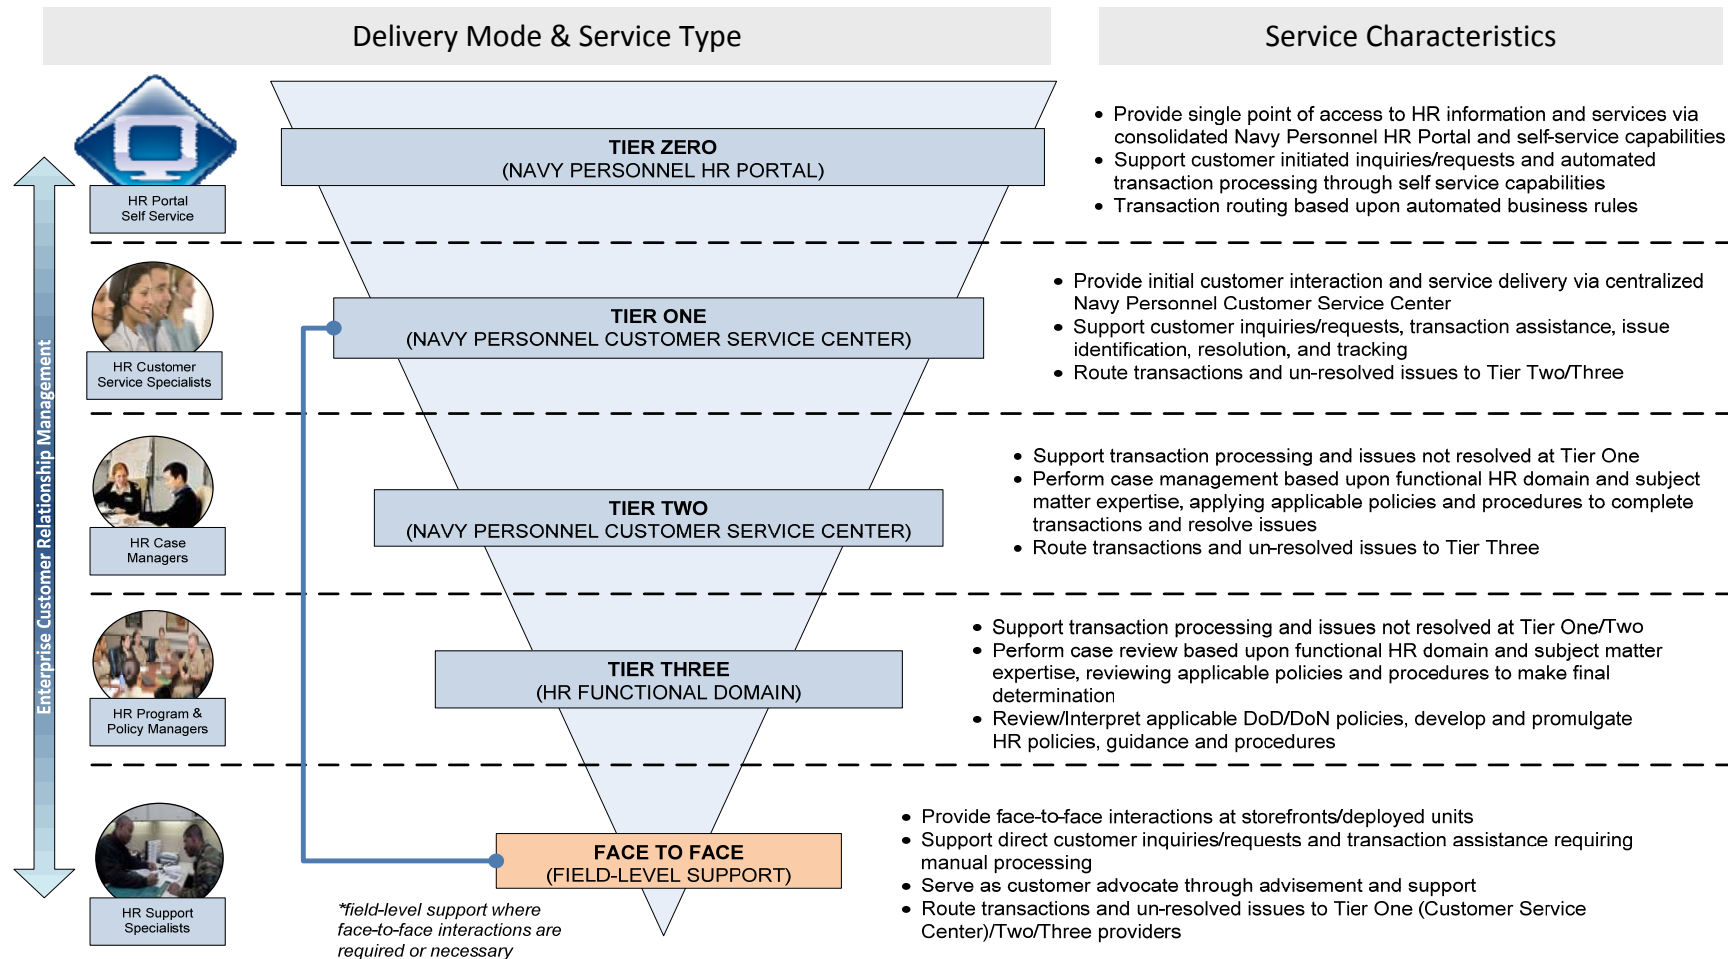 Delivery Mode & Service Type
Service Characteristics
Enterprise Customer Relationship Management
HR Portal
Self Service
TIER ZERO
(NAVY PERSONNEL HR PORTAL)
• Provide single point of access to HR information and services via
consolidated Navy Personnel HR Portal and self-service capabilities
• Support customer initiated inquiries/requests and automated
transaction processing through self service capabilities
• Transaction routing based upon automated business rules
HR Customer
Service Specialists
TIER ONE
(NAVY PERSONNEL CUSTOMER SERVICE CENTER)
• Provide initial customer interaction and service delivery via centralized
Navy Personnel Customer Service Center
• Support customer inquiries/requests, transaction assistance, issue
identification, resolution, and tracking
• Route transactions and un-resolved issues to Tier Two/Three
HR Case
Managers
TIER TWO
(NAVY PERSONNEL CUSTOMER SERVICE CENTER)
• Support transaction processing and issues not resolved at Tier One
• Perform case management based upon functional HR domain and subject
matter expertise, applying applicable policies and procedures to complete
transactions and resolve issues
• Route transactions and un-resolved issues to Tier Three
HR Program &
Policy Managers
TIER THREE
(HR FUNCTIONAL DOMAIN)
• Support transaction processing and issues not resolved at Tier One/Two
• Perform case review based upon functional HR domain and subject matter
expertise, reviewing applicable policies and procedures to make final
determination
• Review/Interpret applicable DoD/DoN policies, develop and promulgate
HR policies, guidance and procedures
HR Support
Specialists
FACE TO FACE
(FIELD-LEVEL SUPPORT)
*field-level support where
face-to-face interactions are
required or necessary
• Provide face-to-face interactions at storefronts/deployed units
• Support direct customer inquiries/requests and transaction assistance requiring
manual processing
• Serve as customer advocate through advisement and support
• Route transactions and un-resolved issues to Tier One (Customer Service
Center)/Two/Three providers